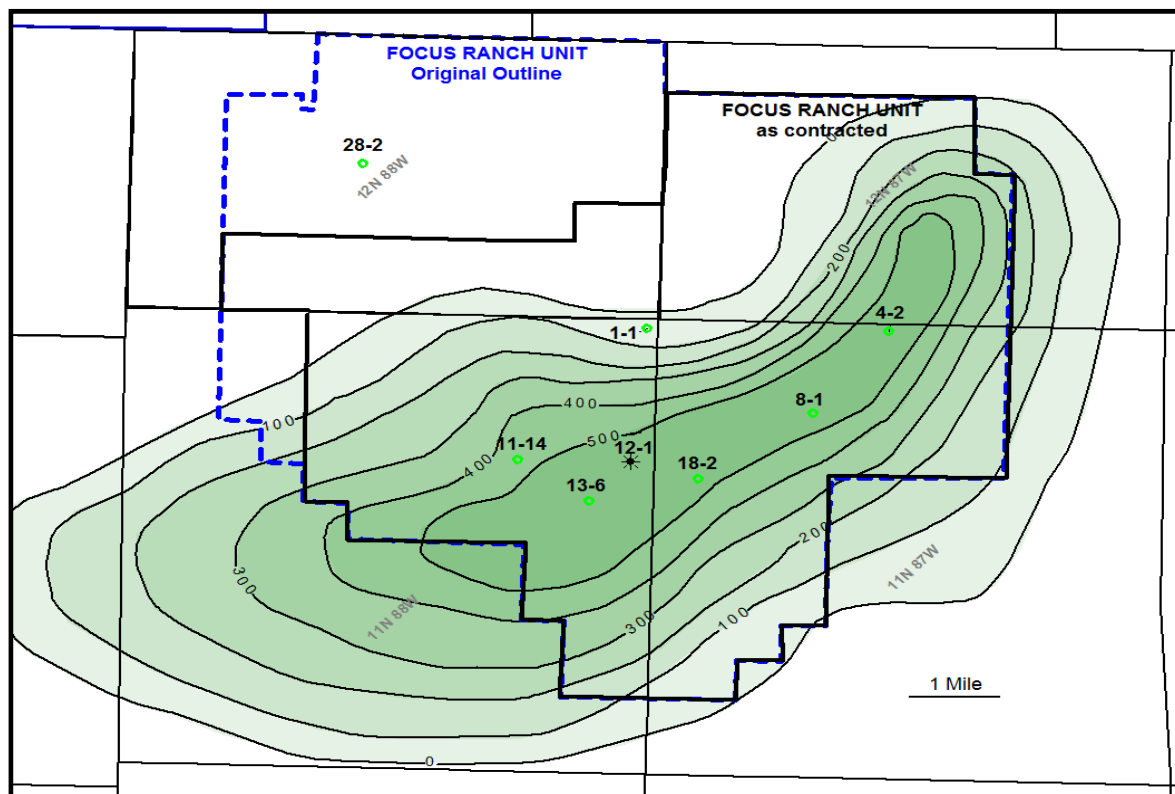 FOCUS RANCH UNIT
Original Outline
FOCUS RANCH UNIT
as contracted
0
28-2
12N 88W
12N 87W
200
1-1
4-2
100
400
8-1
500
11-14
12-1
400
18-2
13-6
200
11N 87W
300
11N 88W
300
100
1 Mile
0